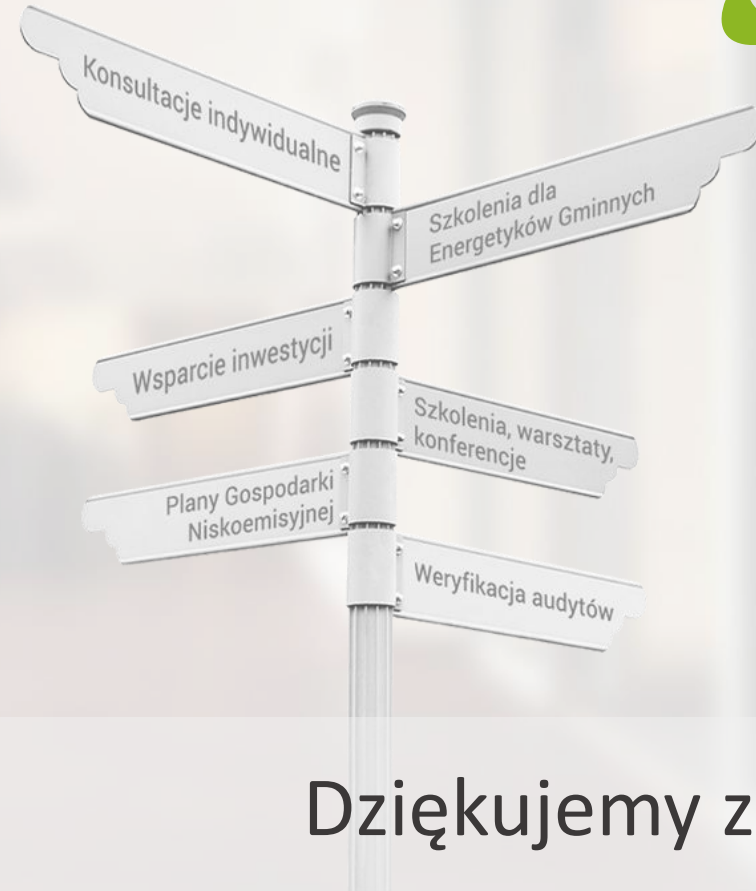 Konsultacje indywidualne
Szkolenia dla
Energetyków Gminnych
Wsparcie inwestycji
Szkolenia, warsztaty,
konferencje
Plany Gospodarki
Niskoemisyjnej
Weryfikacja audytów
Dziękujemy z